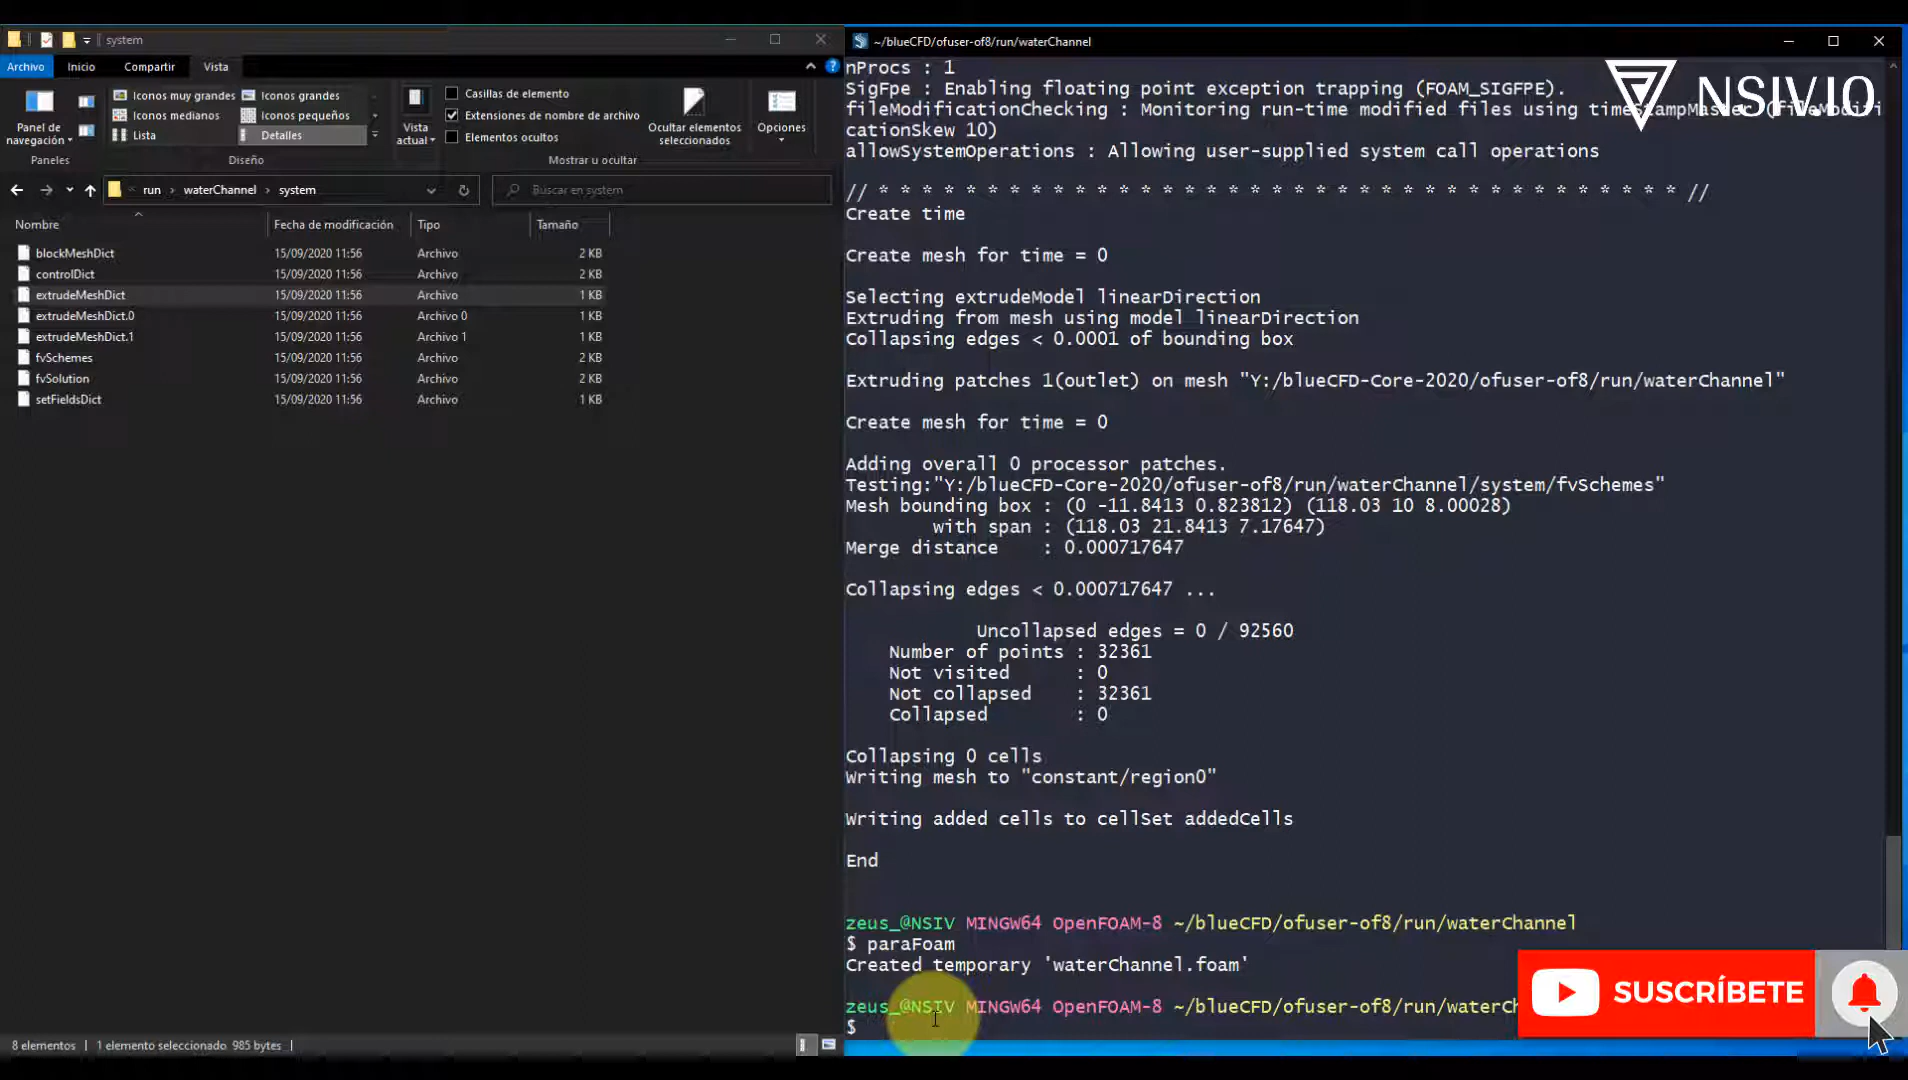 system
Archivo Inicio Compartir Vista
Panel de navegación
Iconos muy grandes Iconos grandes
Iconos medianos Iconos pequeños
Lista Detalles
Vista actual
Casillas de elemento
Extensiones de nombre de archivo
Elementos ocultos
Ocultar elementos seleccionados
Opciones
Paneles Diseño Mostrar u ocultar
run > waterChannel > system
Buscar en system
Nombre Fecha de modificación Tipo Tamaño
blockMeshDict 15/09/2020 11:56 Archivo 2 KB
controlDict 15/09/2020 11:56 Archivo 2 KB
extrudeMeshDict 15/09/2020 11:56 Archivo 1 KB
extrudeMeshDict.0 15/09/2020 11:56 Archivo 0 1 KB
extrudeMeshDict.1 15/09/2020 11:56 Archivo 1 1 KB
fvSchemes 15/09/2020 11:56 Archivo 2 KB
fvSolution 15/09/2020 11:56 Archivo 2 KB
setFieldsDict 15/09/2020 11:56 Archivo 1 KB
8 elementos 1 elemento seleccionado 985 bytes
~/blueCFD/ofuser-of8/run/waterChannel
NSIVIO
nProcs : 1
SigFpe : Enabling floating point exception trapping (FOAM_SIGFPE).
fileModificationChecking : Monitoring run-time modified files using timeStampMaster (fileModifi
cationSkew 10)
allowSystemOperations : Allowing user-supplied system call operations
// * * * * * * * * * * * * * * * * * * * * * * * * * * * * * * * * * * * * * //
Create time
Create mesh for time = 0
Selecting extrudeModel linearDirection
Extruding from mesh using model linearDirection
Collapsing edges < 0.0001 of bounding box
Extruding patches 1(outlet) on mesh "Y:/blueCFD-Core-2020/ofuser-of8/run/waterChannel"
Create mesh for time = 0
Adding overall 0 processor patches.
Testing:"Y:/blueCFD-Core-2020/ofuser-of8/run/waterChannel/system/fvSchemes"
Mesh bounding box : (0 -11.8413 0.823812) (118.03 10 8.00028)
with span : (118.03 21.8413 7.17647)
Merge distance : 0.000717647
Collapsing edges < 0.000717647 ...
Uncollapsed edges = 0 / 92560
Number of points : 32361
Not visited : 0
Not collapsed : 32361
Collapsed : 0
Collapsing 0 cells
Writing mesh to "constant/region0"
Writing added cells to cellSet addedCells
End
zeus_@NSIV MINGW64 OpenFOAM-8 ~/blueCFD/ofuser-of8/run/waterChannel
$ paraFoam
Created temporary 'waterChannel.foam'
zeus_@NSIV MINGW64 OpenFOAM-8 ~/blueCFD/ofuser-of8/run/waterCh
$
SUSCRÍBETE